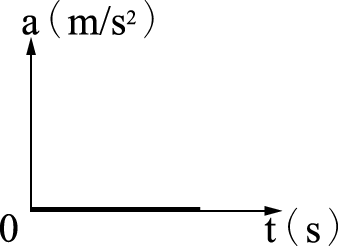 a（m/s²）
0
t（s）